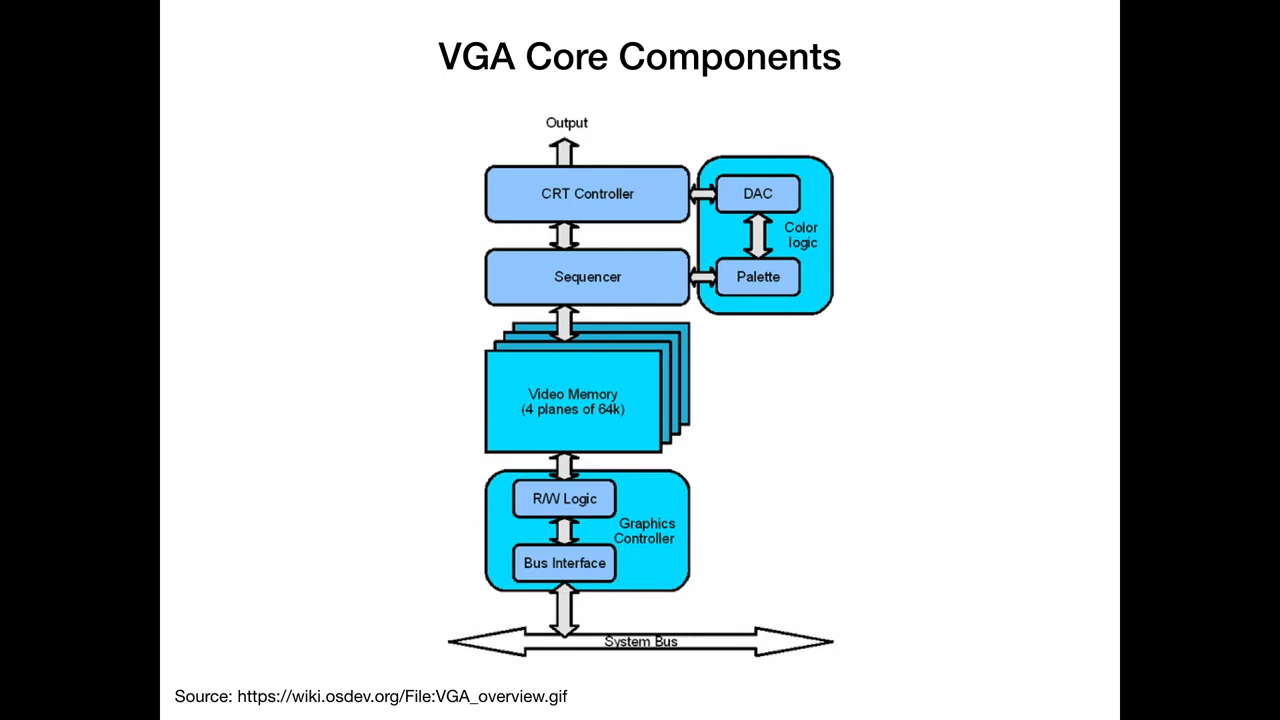 VGA Core Components
Output
CRT Controller
DAC
Color
logic
Sequencer
Palette
Video Memory
(4 planes of 64k)
R/W Logic
Graphics
Controller
Bus Interface
System Bus
Source: https://wiki.osdev.org/File:VGA_overview.gif